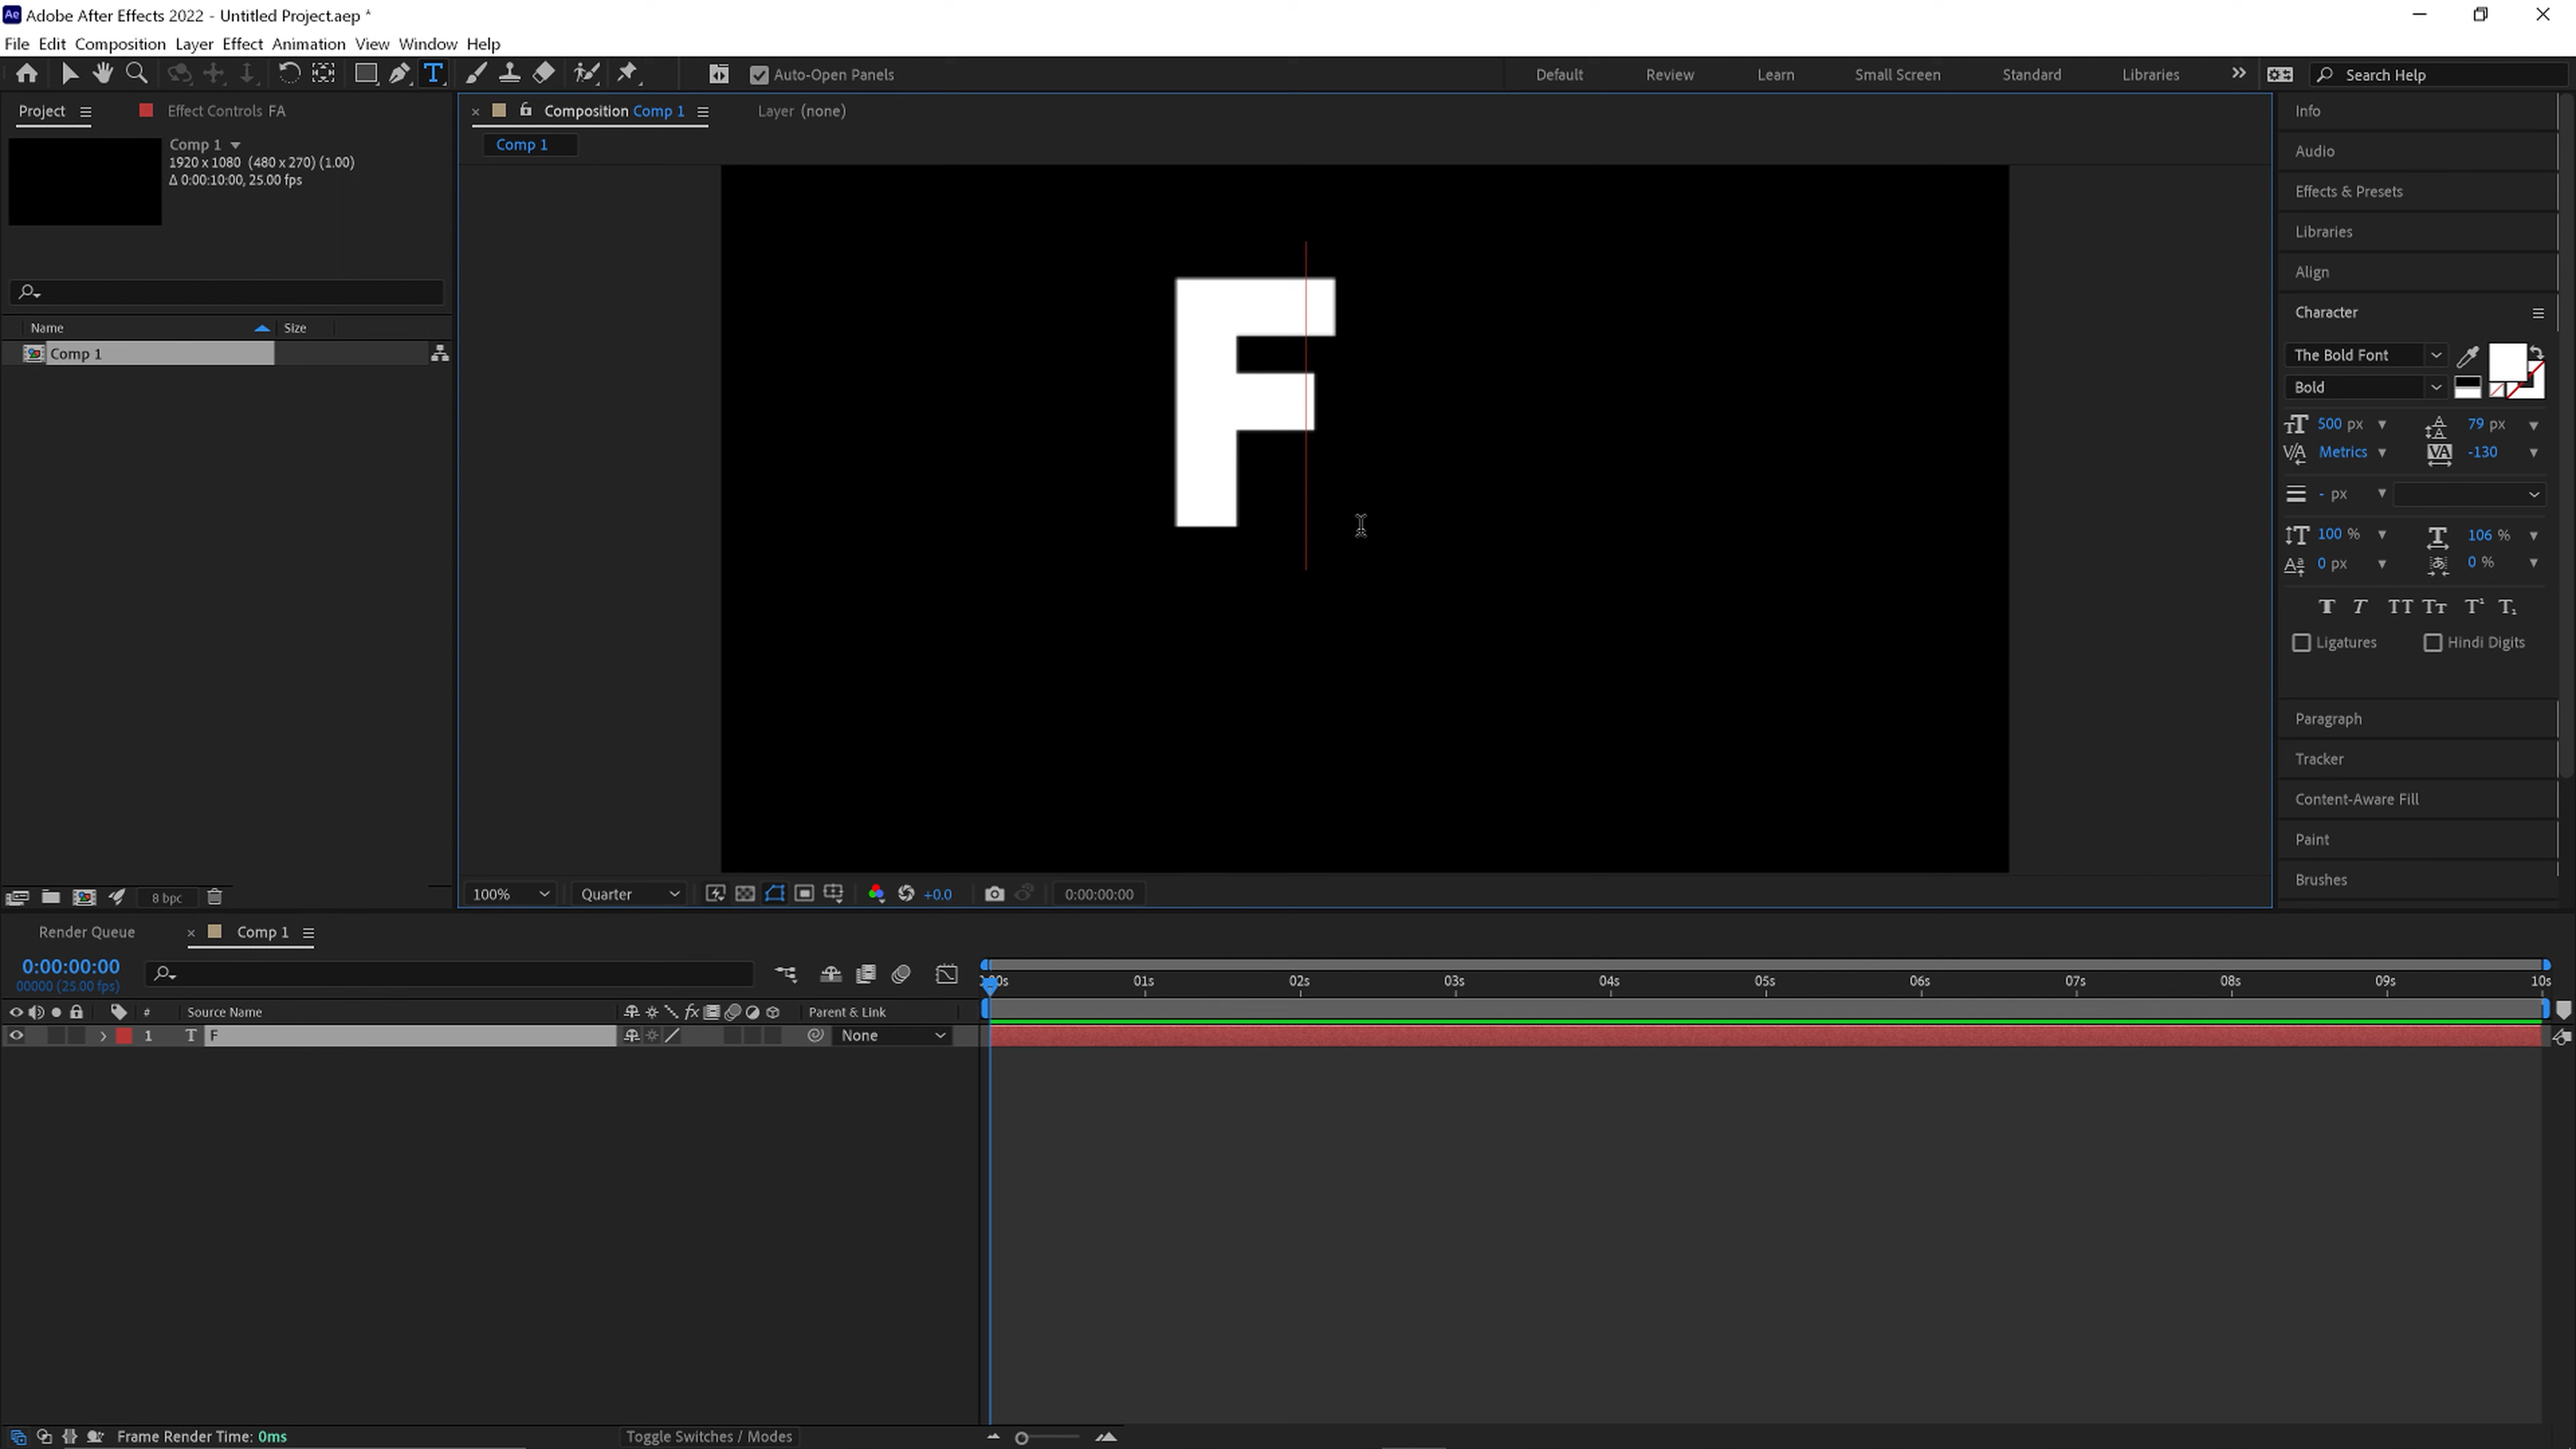 Ae Adobe After Effects 2022 - Untitled Project.aep *
File Edit Composition Layer Effect Animation View Window Help
T Auto-Open Panels Default Review Learn Small Screen Standard Libraries Search Help
Project Effect Controls FA
Composition Comp 1 Layer (none)
Comp 1
Comp 1
1920 x 1080 (480 x 270) (1.00)
Δ 0:00:10:00, 25.00 fps
Name Size
Comp 1
8 bpc
F
100% Quarter +0.0 0:00:00:00
Info
Audio
Effects & Presets
Libraries
Align
Character
The Bold Font
Bold
500 px 79 px
Metrics -130
- px
100 % 106 %
0 px 0 %
T T TT Tт T¹ T₁
Ligatures Hindi Digits
Paragraph
Tracker
Content-Aware Fill
Paint
Brushes
Render Queue Comp 1
0:00:00:00
00000 (25.00 fps)
# Source Name fx Parent & Link
1 T F None
:00s 01s 02s 03s 04s 05s 06s 07s 08s 09s 10s
Frame Render Time: 0ms Toggle Switches / Modes